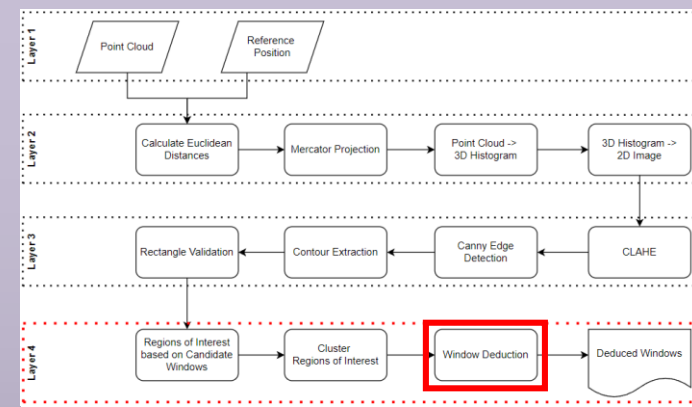 Layer 1
Point Cloud
Reference
Position
Layer 2
Calculate Euclidean
Distances
Mercator Projection
Point Cloud ->
3D Histogram
3D Histogram ->
2D Image
Layer 3
Rectangle Validation
Contour Extraction
Canny Edge
Detection
CLAHE
Layer 4
Regions of Interest
based on Candidate
Windows
Cluster
Regions of Interest
Window Deduction
Deduced Windows